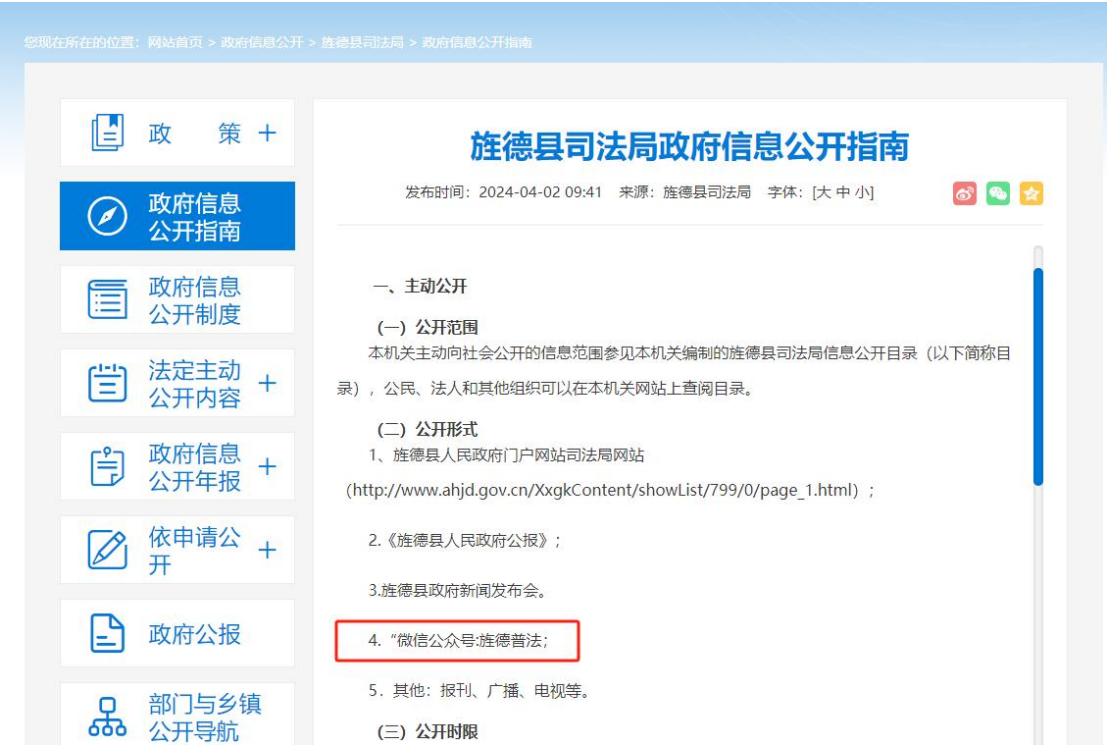 您现在所在的位置：网站首页 > 政府信息公开 > 旌德县司法局 > 政府信息公开指南
政 策 +
政府信息
公开指南
政府信息
公开制度
法定主动
公开内容 +
政府信息
公开年报 +
依申请公
开 +
政府公报
部门与乡镇
公开导航
旌德县司法局政府信息公开指南
发布时间：2024-04-02 09:41 来源：旌德县司法局 字体：[大 中 小]
一、主动公开
（一）公开范围
本机关主动向社会公开的信息范围参见本机关编制的旌德县司法局信息公开目录（以下简称目
录），公民、法人和其他组织可以在本机关网站上查阅目录。
（二）公开形式
1、旌德县人民政府门户网站司法局网站
（http://www.ahjd.gov.cn/XxgkContent/showList/799/0/page_1.html）；
2.《旌德县人民政府公报》；
3.旌德县政府新闻发布会。
4.“微信公众号:旌德普法；
5．其他：报刊、广播、电视等。
（三）公开时限